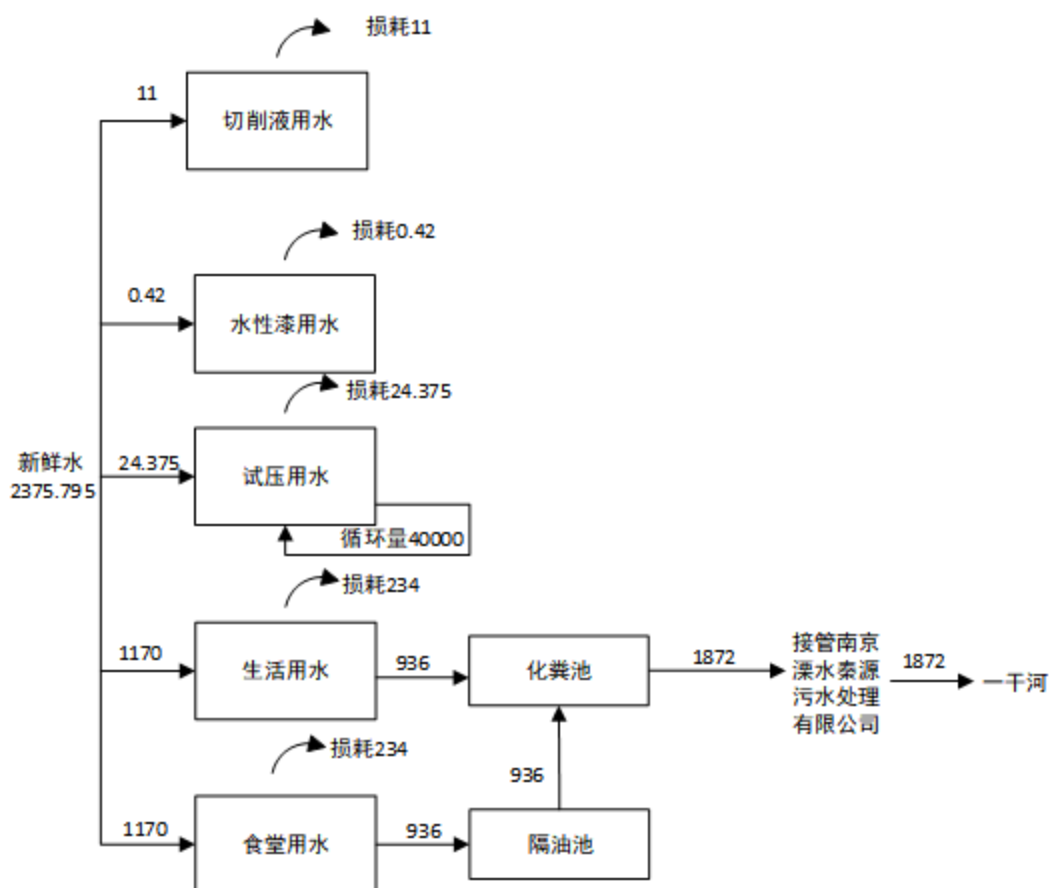 损耗11
11
切削液用水
损耗0.42
0.42
水性漆用水
损耗24.375
新鲜水
2375.795
24.375
试压用水
循环量40000
损耗234
1170
生活用水
936
化粪池
1872
接管南京
溧水秦源
污水处理
有限公司
1872
一干河
损耗234
936
1170
食堂用水
936
隔油池